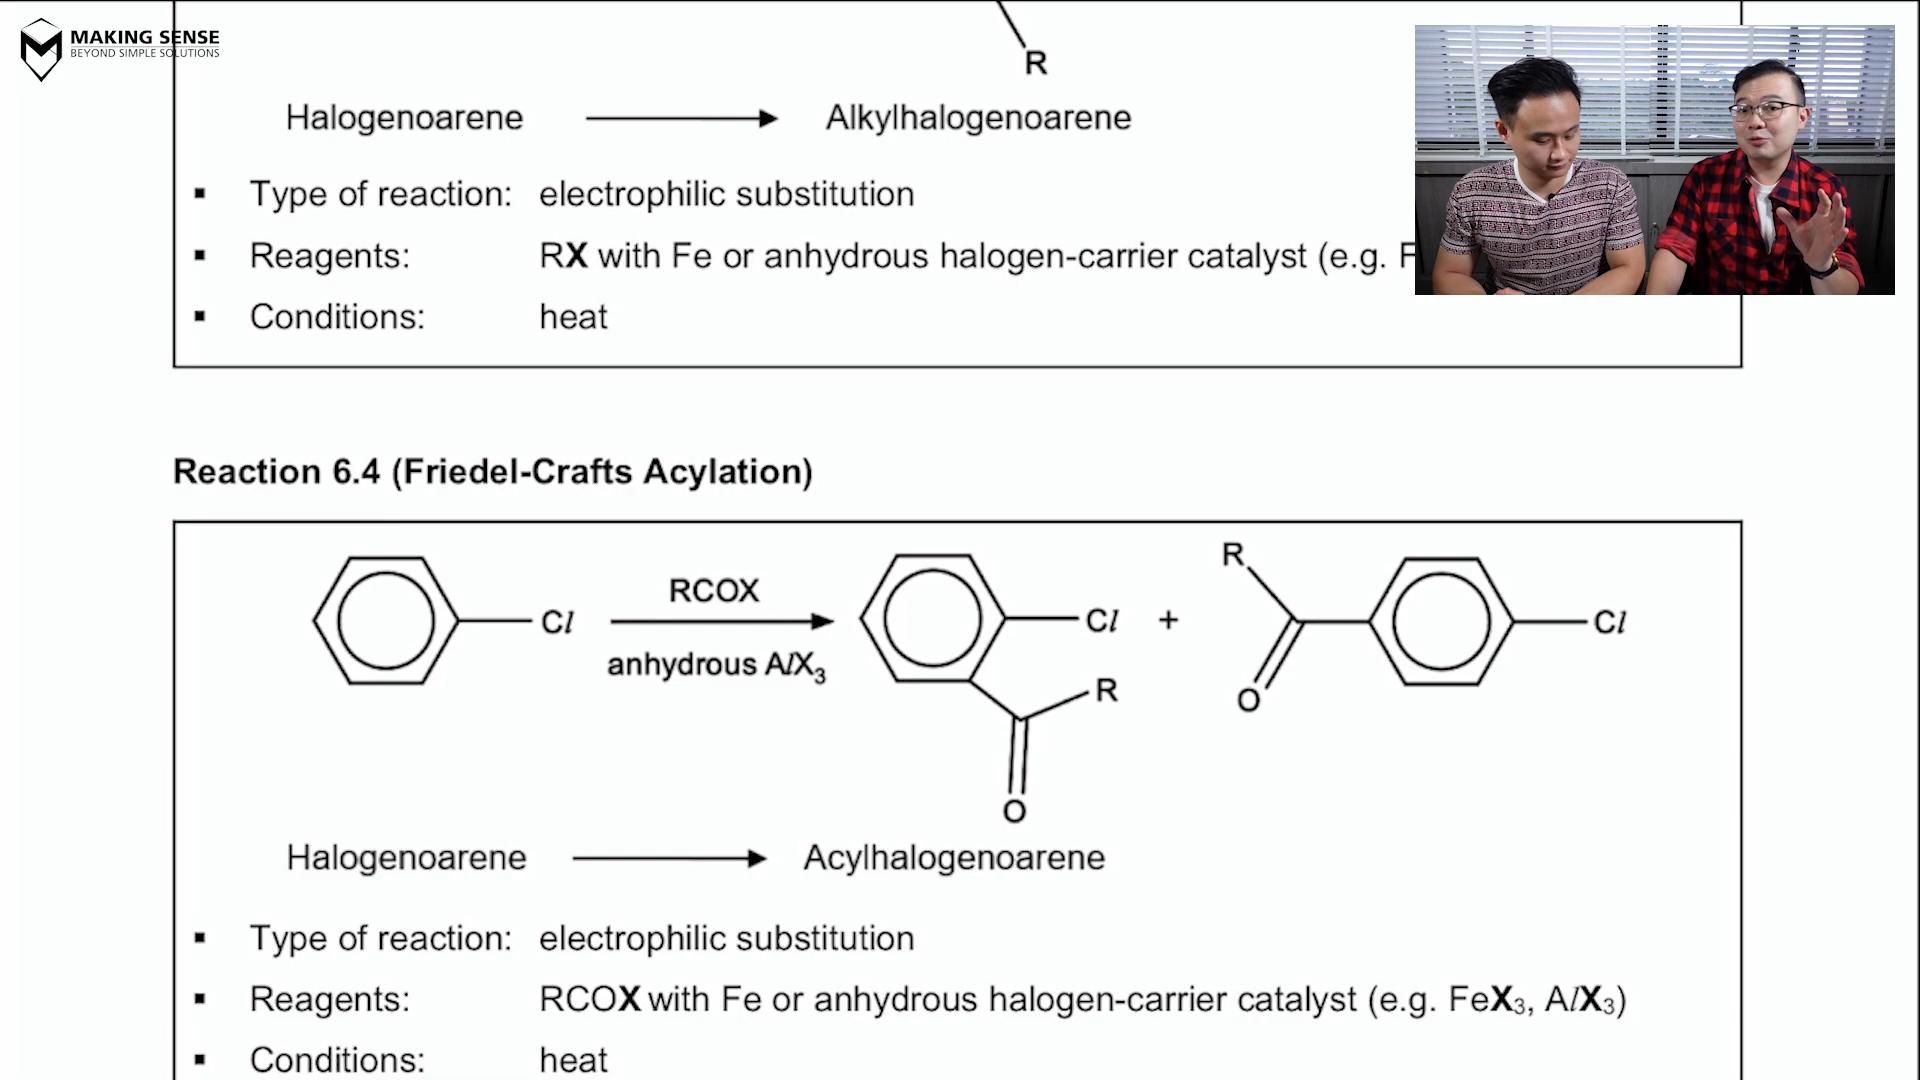 MAKING SENSE
BEYOND SIMPLE SOLUTIONS
R
Halogenoarene Alkylhalogenoarene
▪ Type of reaction: electrophilic substitution
▪ Reagents: RX with Fe or anhydrous halogen-carrier catalyst (e.g. F
▪ Conditions: heat
Reaction 6.4 (Friedel-Crafts Acylation)
Cl
RCOX
anhydrous AlX3
Cl
R
O
+
R
O
Cl
Halogenoarene Acylhalogenoarene
▪ Type of reaction: electrophilic substitution
▪ Reagents: RCOX with Fe or anhydrous halogen-carrier catalyst (e.g. FeX3, AlX3)
▪ Conditions: heat